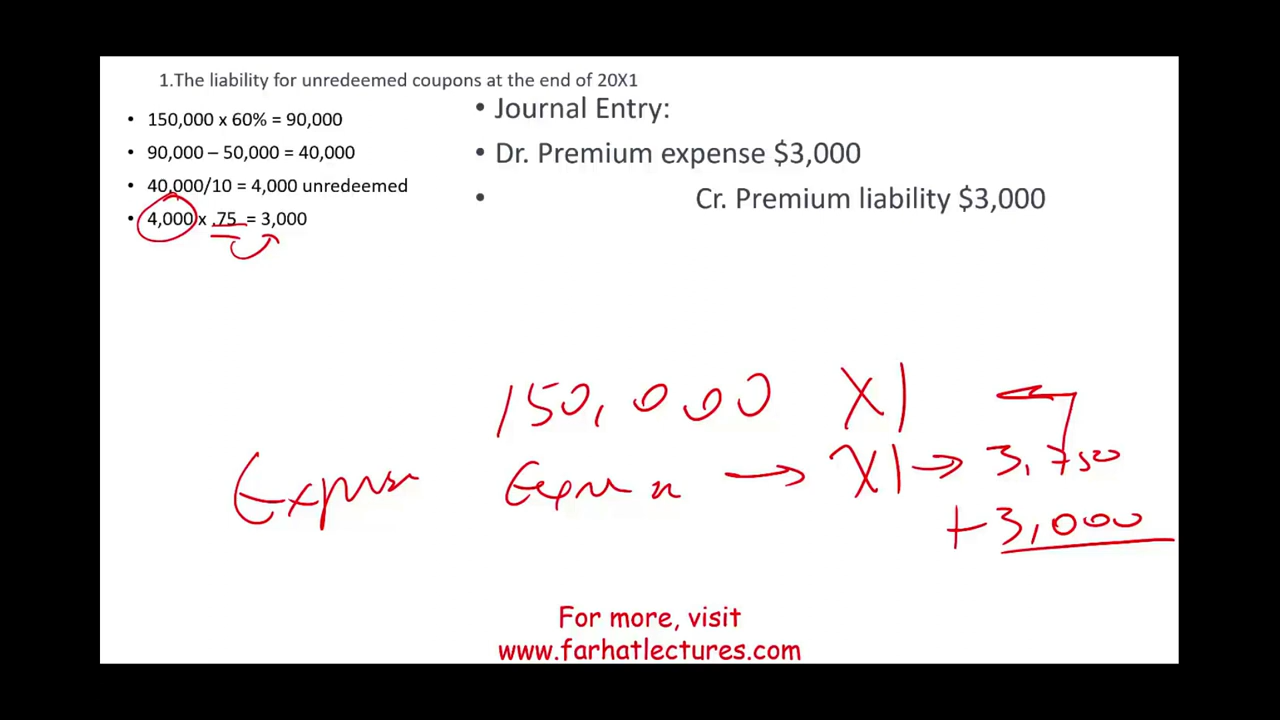 1.The liability for unredeemed coupons at the end of 20X1
• 150,000 x 60% = 90,000
• 90,000 – 50,000 = 40,000
• 40,000/10 = 4,000 unredeemed
• 4,000 x .75 = 3,000
• Journal Entry:
• Dr. Premium expense $3,000
• Cr. Premium liability $3,000
150,000 X1
Expense Expense → X1 → 3,750
+3,000
For more, visit
www.farhatlectures.com